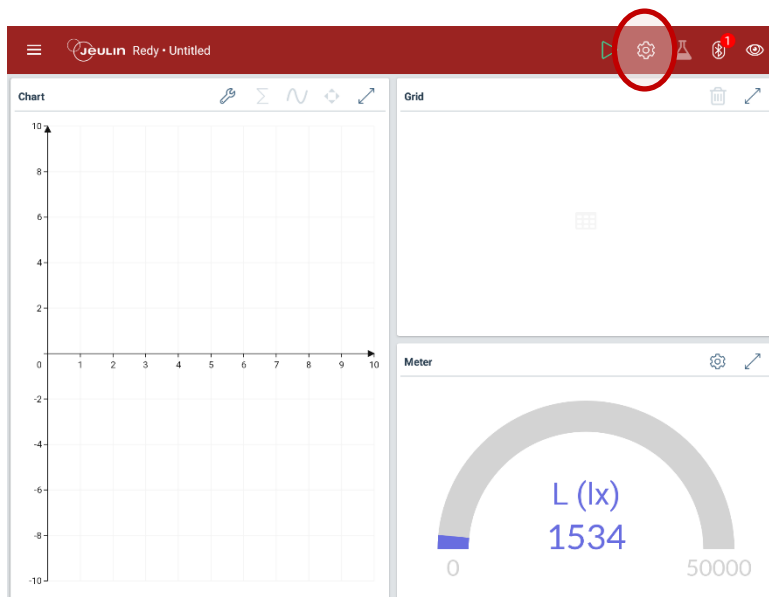 Jeulin Redy • Untitled
1
Chart
Grid
10
8
6
4
2
0 1 2 3 4 5 6 7 8 9 10
-2
-4
-6
-8
-10
Meter
L (lx)
1534
0 50000